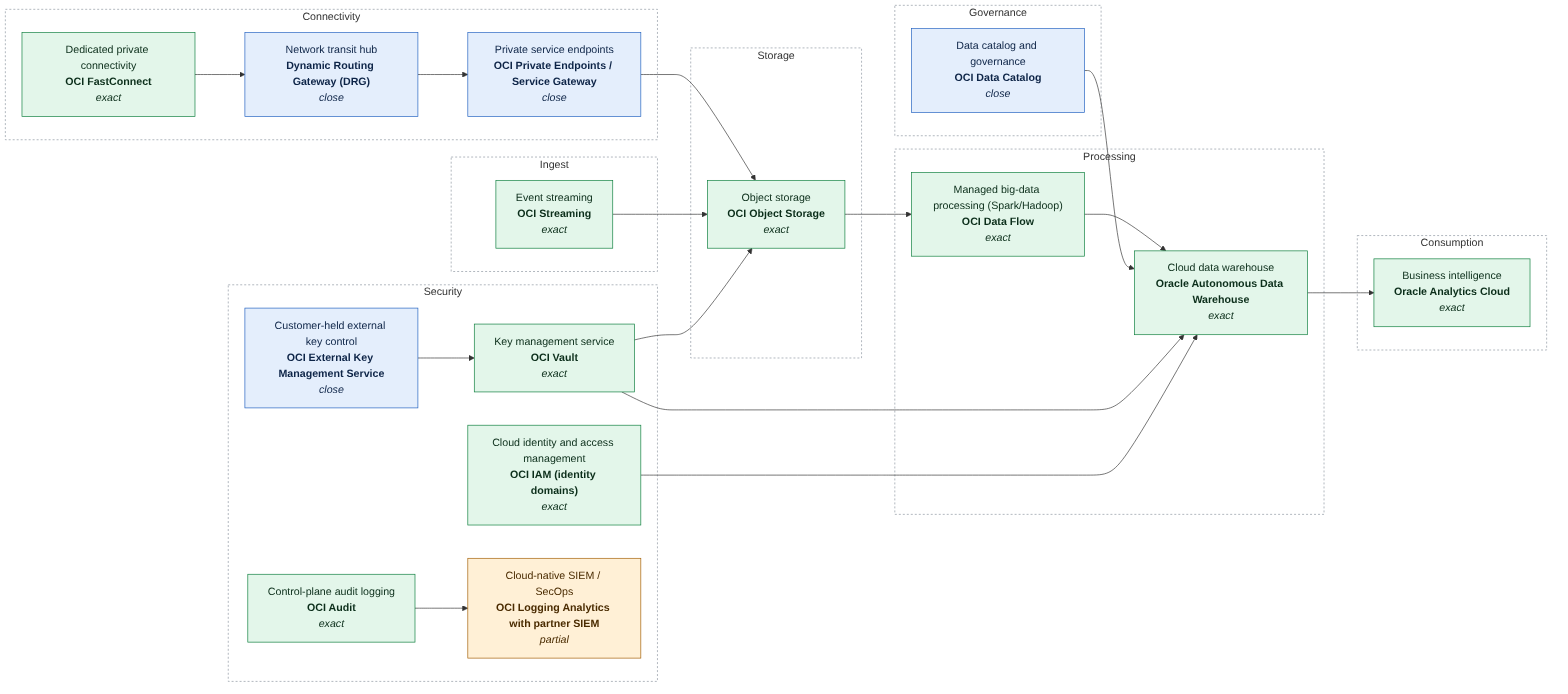 Connectivity
Dedicated private
connectivity
OCI FastConnect
exact
Network transit hub
Dynamic Routing
Gateway (DRG)
close
Private service endpoints
OCI Private Endpoints /
Service Gateway
close
Ingest
Event streaming
OCI Streaming
exact
Security
Customer-held external
key control
OCI External Key
Management Service
close
Key management service
OCI Vault
exact
Cloud identity and access
management
OCI IAM (identity
domains)
exact
Control-plane audit logging
OCI Audit
exact
Cloud-native SIEM /
SecOps
OCI Logging Analytics
with partner SIEM
partial
Storage
Object storage
OCI Object Storage
exact
Governance
Data catalog and
governance
OCI Data Catalog
close
Processing
Managed big-data
processing (Spark/Hadoop)
OCI Data Flow
exact
Cloud data warehouse
Oracle Autonomous Data
Warehouse
exact
Consumption
Business intelligence
Oracle Analytics Cloud
exact